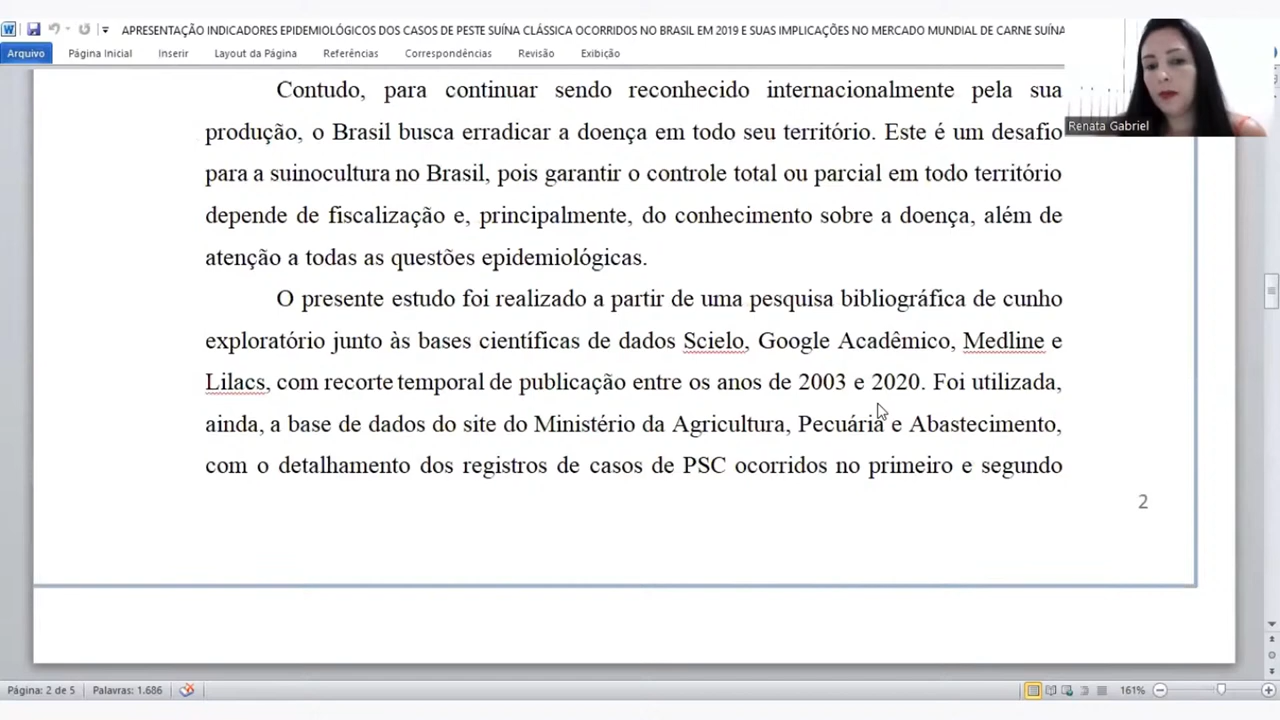 APRESENTAÇÃO INDICADORES EPIDEMIOLÓGICOS DOS CASOS DE PESTE SUÍNA CLÁSSICA OCORRIDOS NO BRASIL EM 2019 E SUAS IMPLICAÇÕES NO MERCADO MUNDIAL DE CARNE SUÍNA
Arquivo Página Inicial Inserir Layout da Página Referências Correspondências Revisão Exibição
Contudo, para continuar sendo reconhecido internacionalmente pela sua
produção, o Brasil busca erradicar a doença em todo seu território. Este é um desafio
Renata Gabriel
para a suinocultura no Brasil, pois garantir o controle total ou parcial em todo território
depende de fiscalização e, principalmente, do conhecimento sobre a doença, além de
atenção a todas as questões epidemiológicas.
O presente estudo foi realizado a partir de uma pesquisa bibliográfica de cunho
exploratório junto às bases científicas de dados Scielo, Google Acadêmico, Medline e
Lilacs, com recorte temporal de publicação entre os anos de 2003 e 2020. Foi utilizada,
ainda, a base de dados do site do Ministério da Agricultura, Pecuária e Abastecimento,
com o detalhamento dos registros de casos de PSC ocorridos no primeiro e segundo
2
Página: 2 de 5 Palavras: 1.686 161%